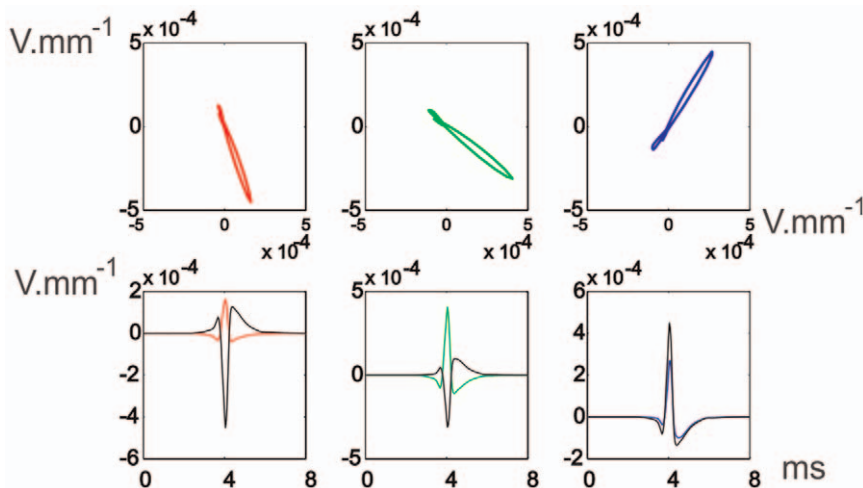 V.mm⁻¹
5 x 10⁻⁴ 5 x 10⁻⁴ 5 x 10⁻⁴
0 0 0
-5 -5 -5
-5 0 5 -5 0 5 -5 0 5
V.mm⁻¹
x 10⁻⁴ x 10⁻⁴ x 10⁻⁴
V.mm⁻¹
2 x 10⁻⁴ 5 x 10⁻⁴ 6 x 10⁻⁴
0 4
-2 0 2
-4 0
-6 -5 -2
0 4 8 0 4 8 0 4 8
ms